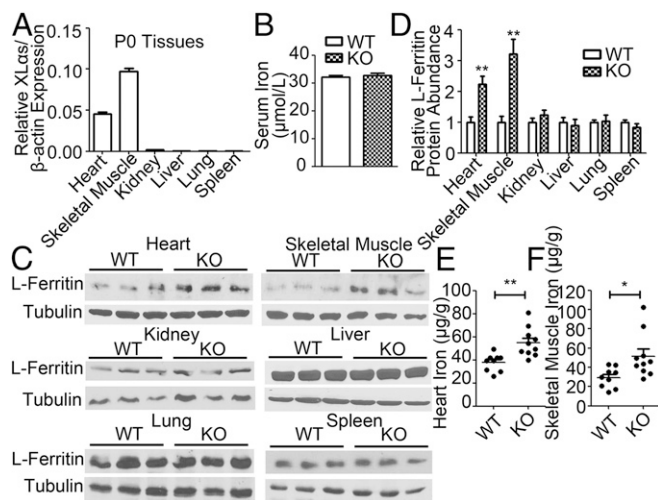 A
P0 Tissues
Relative XLαs/
β-actin Expression
0.15
0.10
0.05
0.00
Heart
Skeletal Muscle
Kidney
Liver
Lung
Spleen
B
WT
KO
Serum Iron
(μmol/L)
40
30
20
10
0
D
WT
KO
Relative L-Ferritin
Protein Abundance
4
3
2
1
0
**
**
Heart
Skeletal Muscle
Kidney
Liver
Lung
Spleen
C
Heart
WT KO
L-Ferritin
Tubulin
Skeletal Muscle
WT KO
Kidney
L-Ferritin
Tubulin
Liver
Lung
WT KO
L-Ferritin
Tubulin
Spleen
WT KO
E
Heart Iron (μg/g)
100
80
60
40
20
0
**
WT
KO
F
Skeletal Muscle Iron (μg/g)
120
100
80
60
40
20
0
*
WT
KO